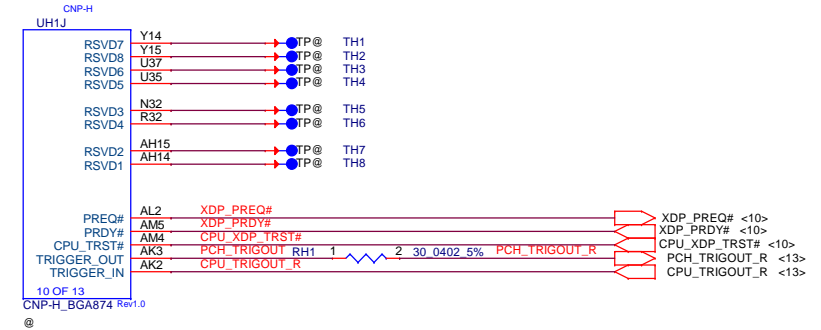 CNP-H
UH1J
RSVD7 Y14 TP@ TH1
RSVD8 Y15 TP@ TH2
RSVD6 U37 TP@ TH3
RSVD5 U35 TP@ TH4
RSVD3 N32 TP@ TH5
RSVD4 R32 TP@ TH6
RSVD2 AH15 TP@ TH7
RSVD1 AH14 TP@ TH8
PREQ# AL2 XDP_PREQ# XDP_PREQ# <10>
PRDY# AM5 XDP_PRDY# XDP_PRDY# <10>
CPU_TRST# AM4 CPU_XDP_TRST# CPU_XDP_TRST# <10>
TRIGGER_OUT AK3 PCH_TRIGOUT RH1 1 2 30_0402_5% PCH_TRIGOUT_R PCH_TRIGOUT_R <13>
TRIGGER_IN AK2 CPU_TRIGOUT_R CPU_TRIGOUT_R <13>
10 OF 13
CNP-H_BGA874 Rev1.0
@